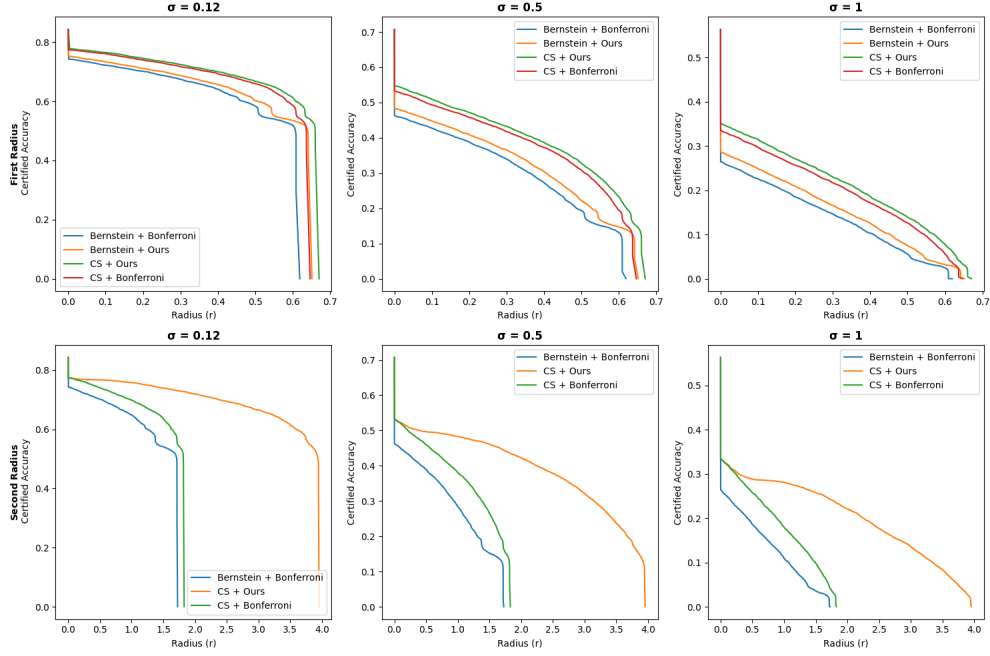 σ = 0.12
First Radius
Certified Accuracy
0.8
0.6
0.4
0.2
0.0
Bernstein + Bonferroni
Bernstein + Ours
CS + Ours
CS + Bonferroni
0.0 0.1 0.2 0.3 0.4 0.5 0.6 0.7
Radius (r)
σ = 0.5
Certified Accuracy
0.7
0.6
0.5
0.4
0.3
0.2
0.1
0.0
Bernstein + Bonferroni
Bernstein + Ours
CS + Ours
CS + Bonferroni
0.0 0.1 0.2 0.3 0.4 0.5 0.6 0.7
Radius (r)
σ = 1
Certified Accuracy
0.5
0.4
0.3
0.2
0.1
0.0
Bernstein + Bonferroni
Bernstein + Ours
CS + Ours
CS + Bonferroni
0.0 0.1 0.2 0.3 0.4 0.5 0.6 0.7
Radius (r)
σ = 0.12
Second Radius
Certified Accuracy
0.8
0.6
0.4
0.2
0.0
Bernstein + Bonferroni
CS + Ours
CS + Bonferroni
0.0 0.5 1.0 1.5 2.0 2.5 3.0 3.5 4.0
Radius (r)
σ = 0.5
Certified Accuracy
0.7
0.6
0.5
0.4
0.3
0.2
0.1
0.0
Bernstein + Bonferroni
CS + Ours
CS + Bonferroni
0.0 0.5 1.0 1.5 2.0 2.5 3.0 3.5 4.0
Radius (r)
σ = 1
Certified Accuracy
0.5
0.4
0.3
0.2
0.1
0.0
Bernstein + Bonferroni
CS + Ours
CS + Bonferroni
0.0 0.5 1.0 1.5 2.0 2.5 3.0 3.5 4.0
Radius (r)